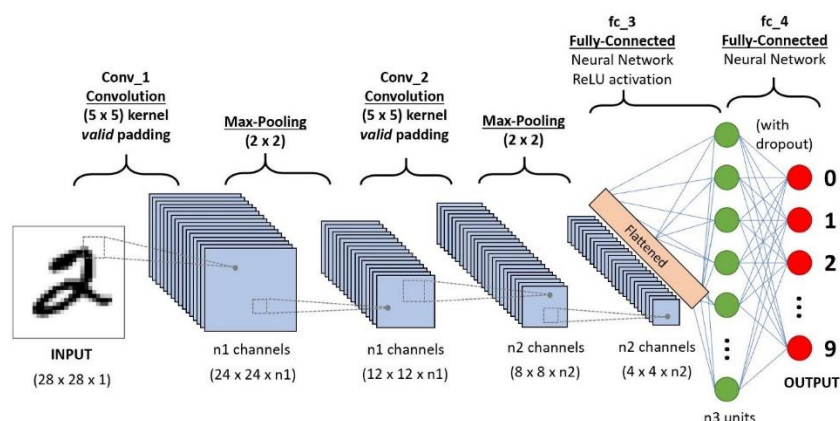 fc_3
Fully-Connected
Neural Network
ReLU activation
fc_4
Fully-Connected
Neural Network
Conv_1
Convolution
(5 x 5) kernel
valid padding
Max-Pooling
(2 x 2)
Conv_2
Convolution
(5 x 5) kernel
valid padding
Max-Pooling
(2 x 2)
(with
dropout)
Flattened
0
1
2
9
INPUT
(28 x 28 x 1)
n1 channels
(24 x 24 x n1)
n1 channels
(12 x 12 x n1)
n2 channels
(8 x 8 x n2)
n2 channels
(4 x 4 x n2)
OUTPUT
n3 units
2